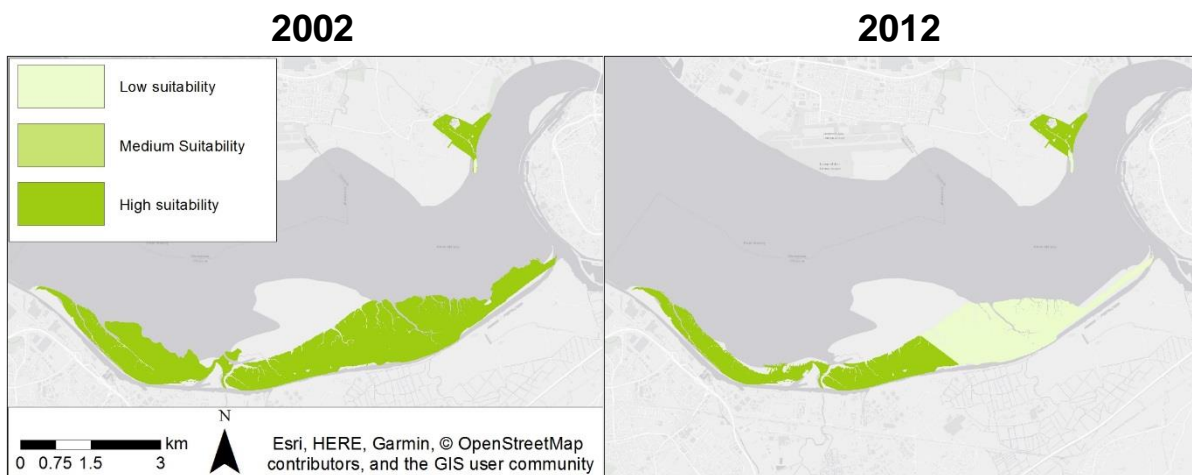 2002
2012
Low suitability
Medium Suitability
High suitability
N
km
0 0.75 1.5 3
Esri, HERE, Garmin, © OpenStreetMap
contributors, and the GIS user community